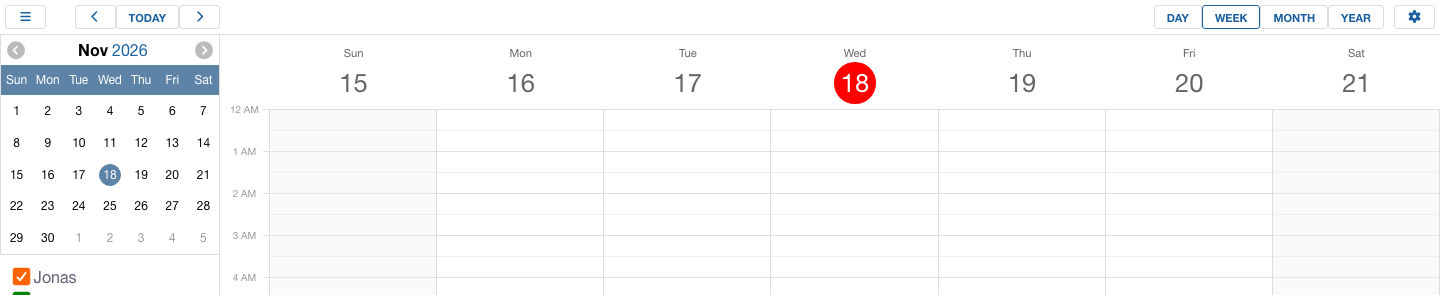 TODAY DAY WEEK MONTH YEAR
Nov 2026
Sun Mon Tue Wed Thu Fri Sat
1 2 3 4 5 6 7
8 9 10 11 12 13 14
15 16 17 18 19 20 21
22 23 24 25 26 27 28
29 30 1 2 3 4 5
Jonas
Sun Mon Tue Wed Thu Fri Sat
15 16 17 18 19 20 21
12 AM
1 AM
2 AM
3 AM
4 AM